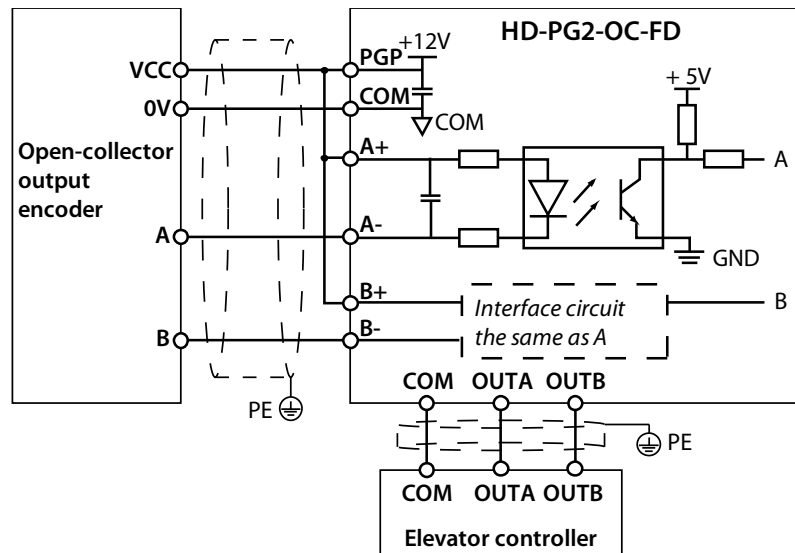 HD-PG2-OC-FD
+12V
VCC
PGP
+ 5V
0V
COM
COM
Open-collector
output
encoder
A+
A
A
A-
GND
B+
Interface circuit
the same as A
B
B
B-
COM OUTA OUTB
PE
PE
COM OUTA OUTB
Elevator controller